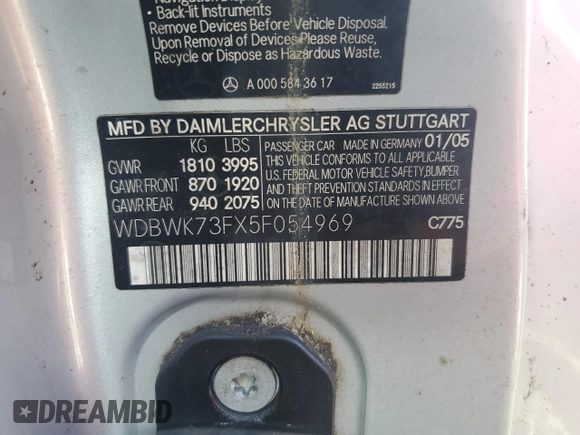 • Back-lit Instruments
Remove Devices Before Vehicle Disposal.
Upon Removal of Devices Please Reuse,
Recycle or Dispose as Hazardous Waste.
A 000 584 36 17
2255215
MFD BY DAIMLERCHRYSLER AG STUTTGART
KG LBS PASSENGER CAR MADE IN GERMANY 01/05
GVWR 1810 3995 THIS VEHICLE CONFORMS TO ALL APPLICABLE
GAWR FRONT 870 1920 U.S. FEDERAL MOTOR VEHICLE SAFETY,BUMPER
GAWR REAR 940 2075 AND THEFT PREVENTION STANDARDS IN EFFECT
ON THE DATE OF MANUFACTURE SHOWN ABOVE
WDBWK73FX5F054969 C775
DREAMBID